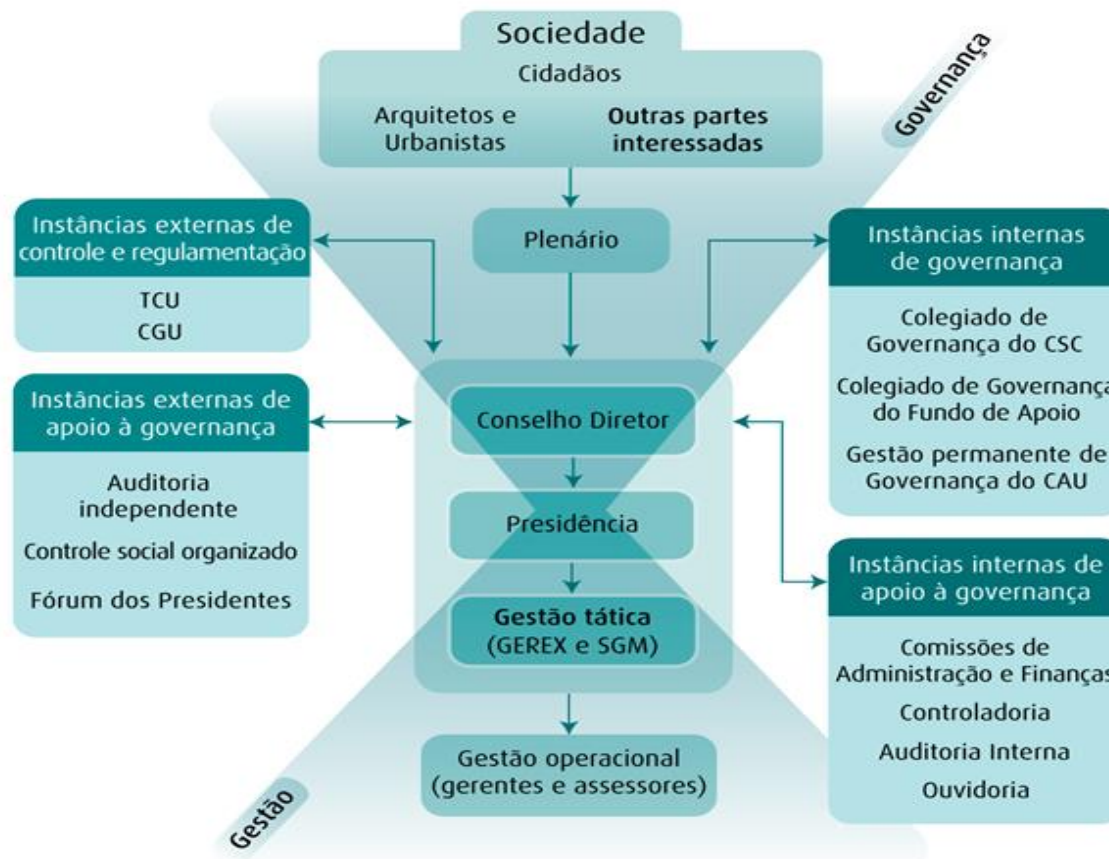 Sociedade
Cidadãos
Arquitetos e
Urbanistas
Outras partes
interessadas
Governança
Plenário
Instâncias externas de
controle e regulamentação
TCU
CGU
Instâncias externas de
apoio à governança
Auditoria
independente
Controle social organizado
Fórum dos Presidentes
Conselho Diretor
Presidência
Gestão tática
(GEREX e SGM)
Gestão operacional
(gerentes e assessores)
Gestão
Instâncias internas
de governança
Colegiado de
Governança do CSC
Colegiado de Governança
do Fundo de Apoio
Gestão permanente de
Governança do CAU
Instâncias internas de
apoio à governança
Comissões de
Administração e Finanças
Controladoria
Auditoria Interna
Ouvidoria